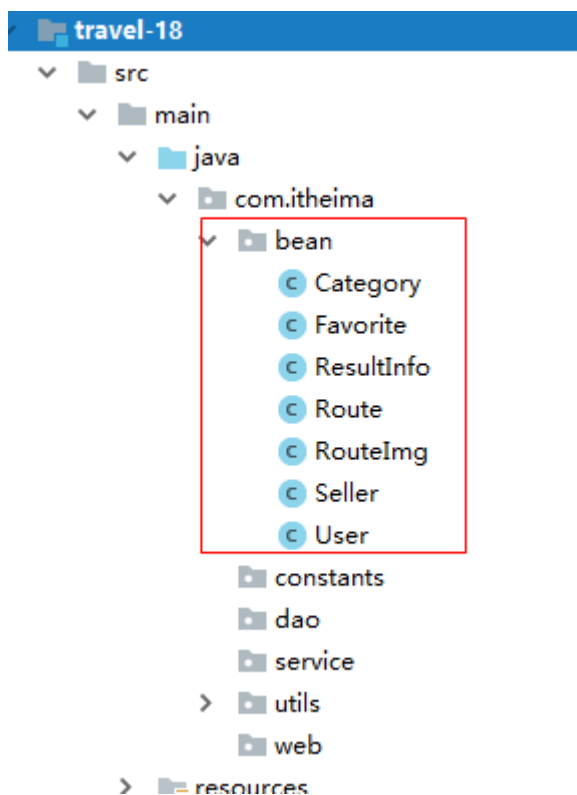 travel-18
src
main
java
com.itheima
bean
C Category
C Favorite
C ResultInfo
C Route
C RouteImg
C Seller
C User
constants
dao
service
utils
web
resources